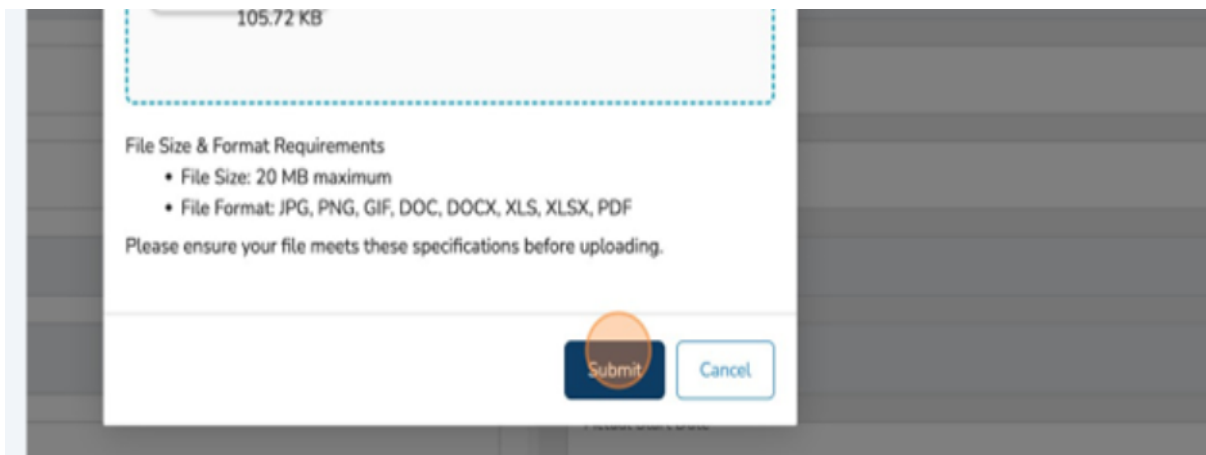 105.72 KB
File Size & Format Requirements
• File Size: 20 MB maximum
• File Format: JPG, PNG, GIF, DOC, DOCX, XLS, XLSX, PDF
Please ensure your file meets these specifications before uploading.
Submit Cancel